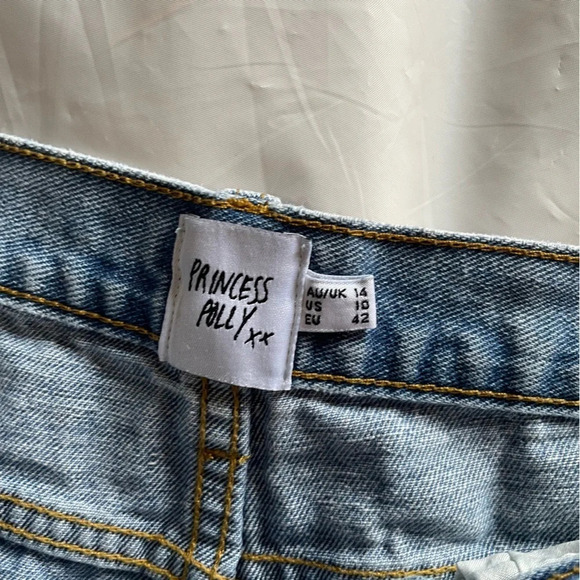 PRINCESS
POLLY
xx
AU/UK 14
US 10
EU 42